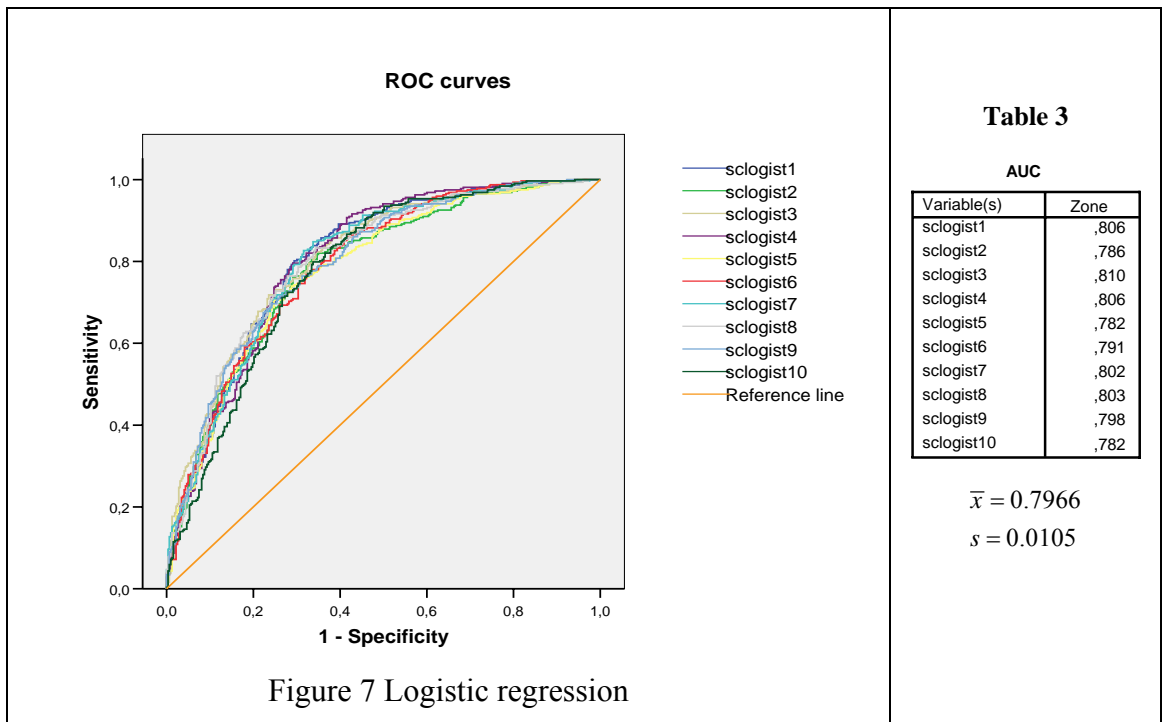 ROC curves
1,0
0,8
0,6
0,4
0,2
0,0
Sensitivity
0,0 0,2 0,4 0,6 0,8 1,0
1 - Specificity
sclogist1
sclogist2
sclogist3
sclogist4
sclogist5
sclogist6
sclogist7
sclogist8
sclogist9
sclogist10
Reference line
Figure 7 Logistic regression
Table 3
AUC
Variable(s) Zone
sclogist1 ,806
sclogist2 ,786
sclogist3 ,810
sclogist4 ,806
sclogist5 ,782
sclogist6 ,791
sclogist7 ,802
sclogist8 ,803
sclogist9 ,798
sclogist10 ,782
x̅ = 0.7966
s = 0.0105